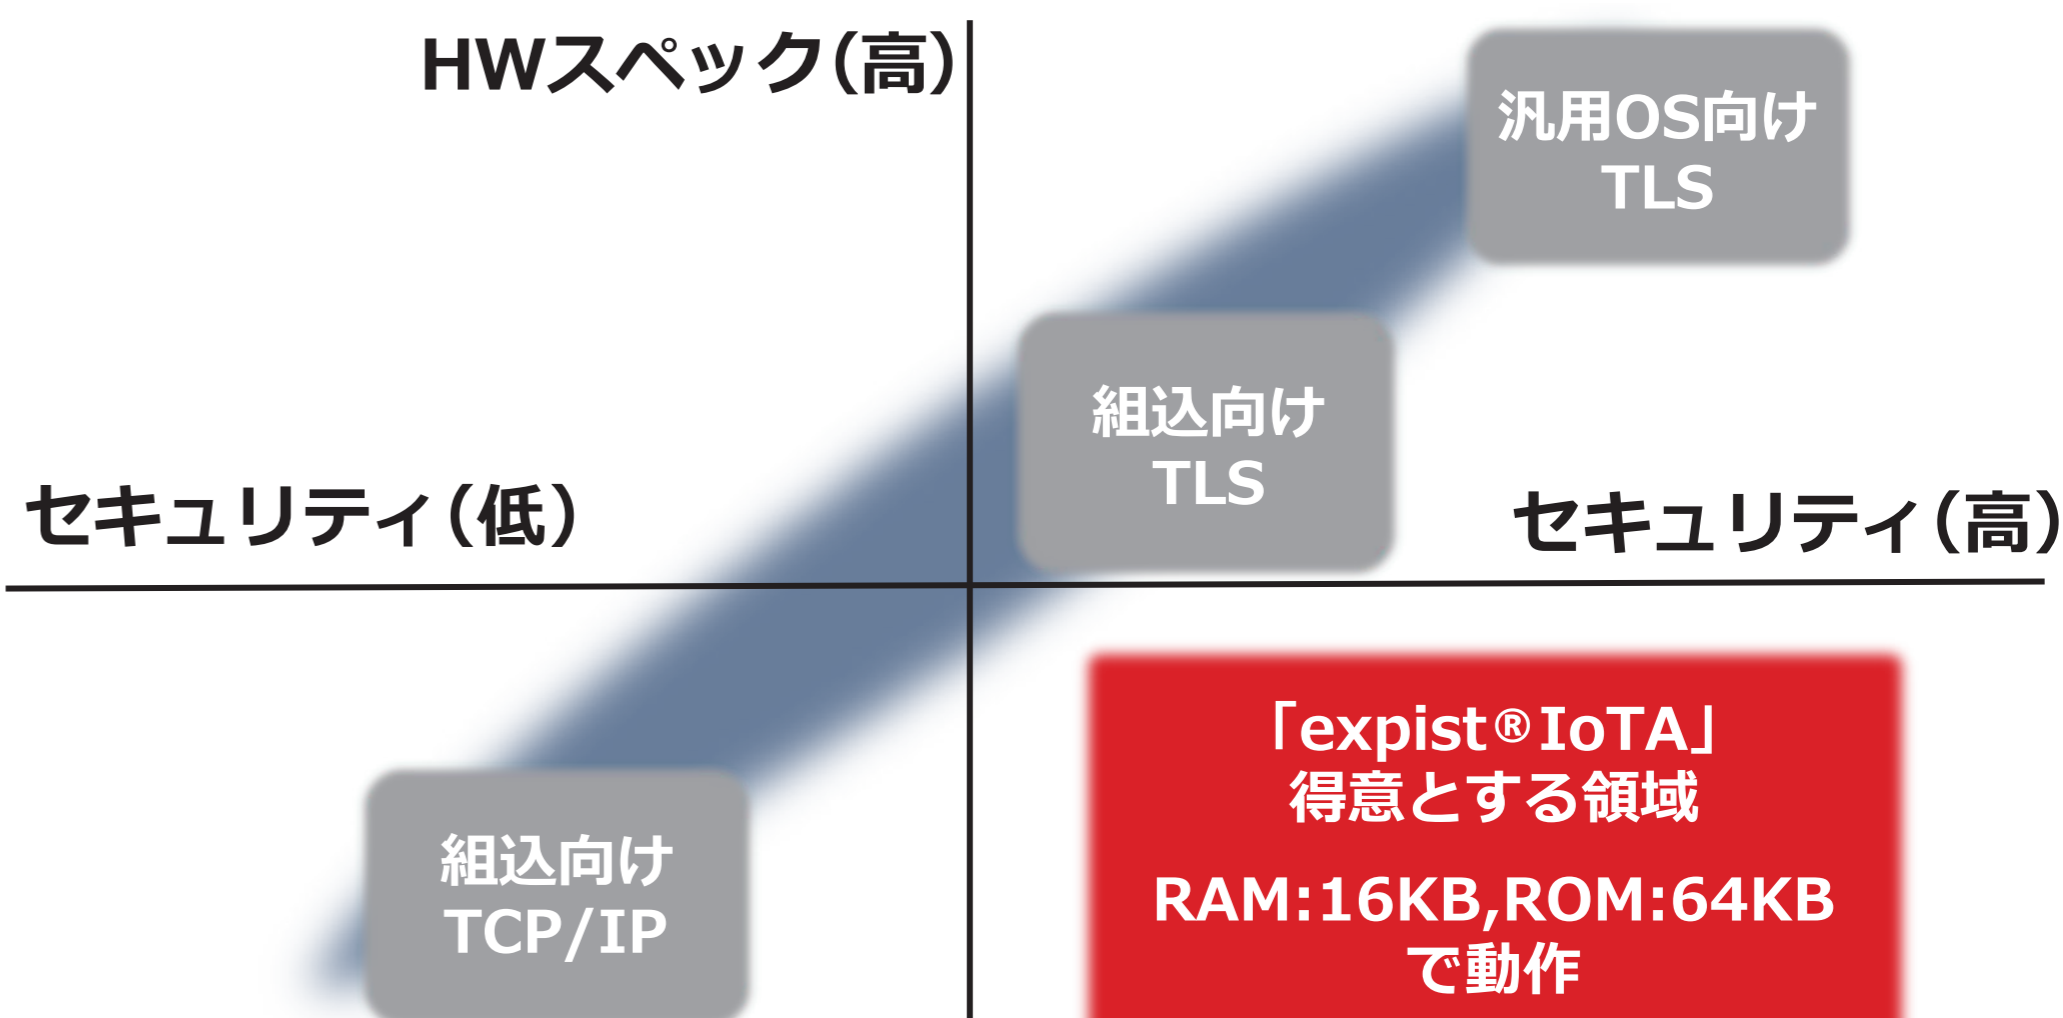 HWスペック(高)
汎用OS向け
TLS
組込向け
TLS
セキュリティ(低)
セキュリティ(高)
「expist®IoTA」
得意とする領域
RAM:16KB,ROM:64KB
で動作
組込向け
TCP/IP